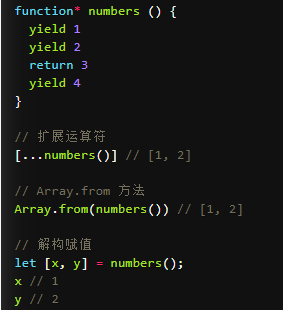 function* numbers () {
  yield 1
  yield 2
  return 3
  yield 4
}
// 扩展运算符
[...numbers()] // [1, 2]
// Array.from 方法
Array.from(numbers()) // [1, 2]
// 解构赋值
let [x, y] = numbers();
x // 1
y // 2